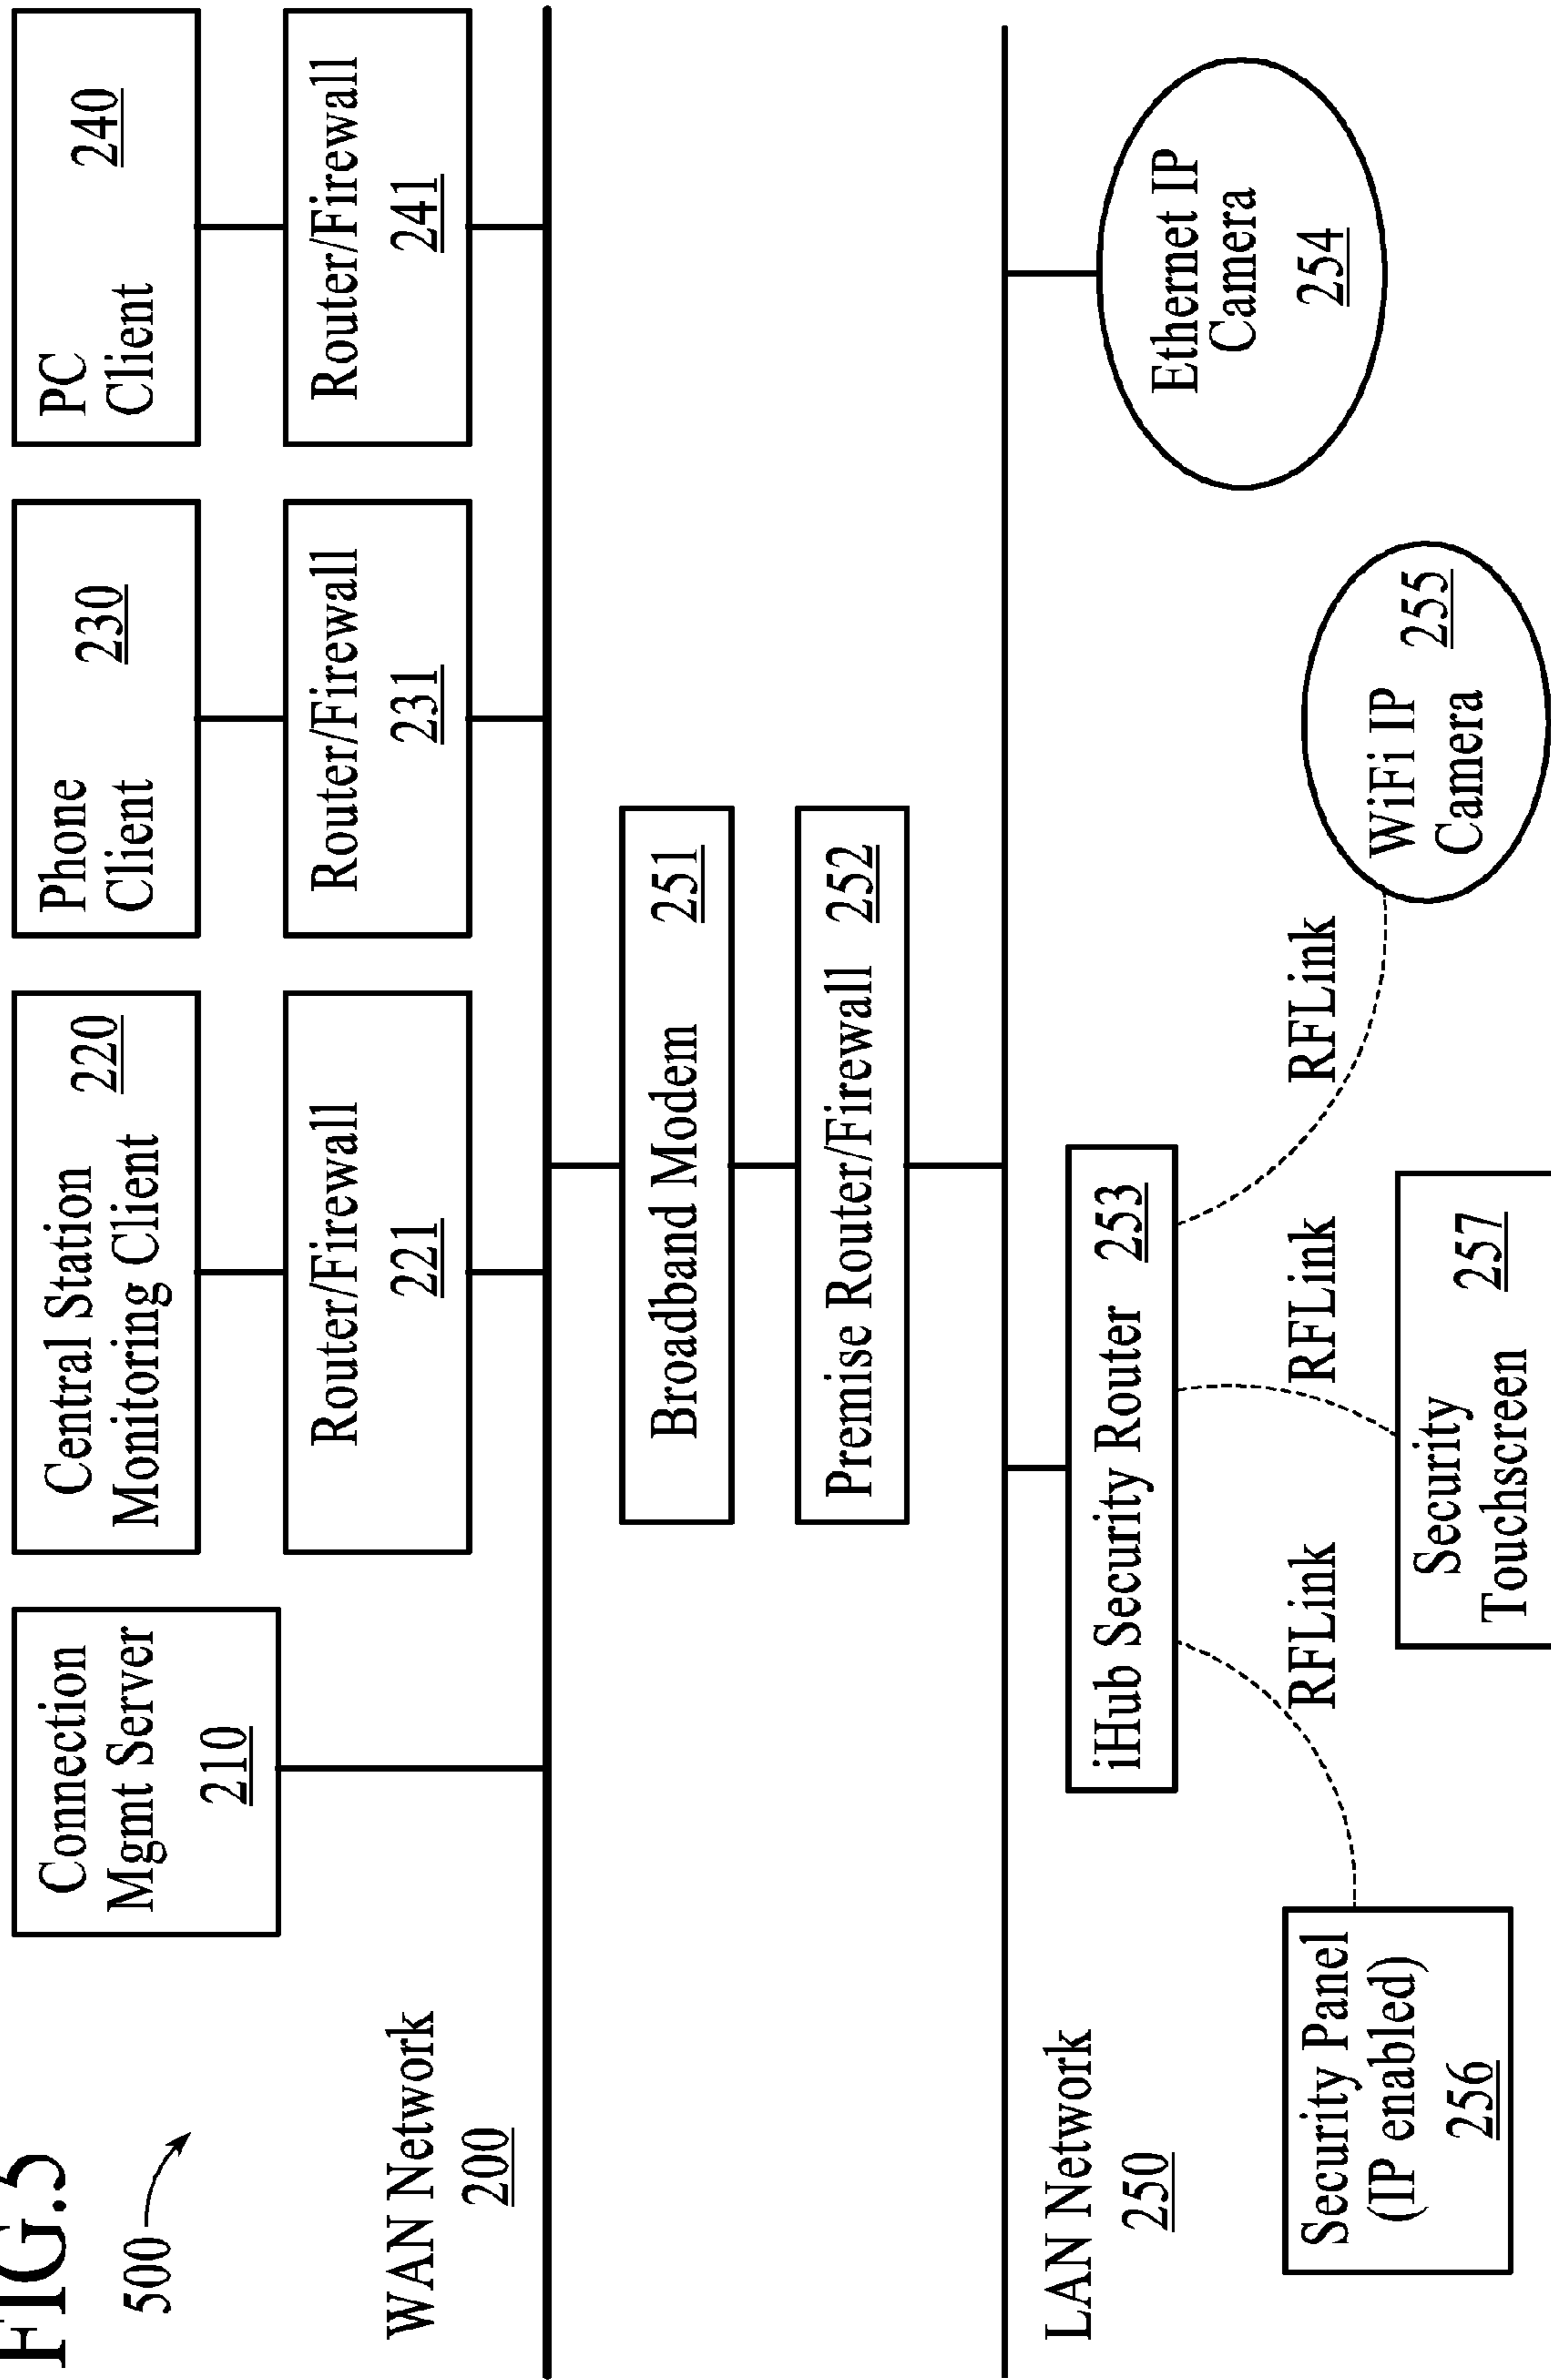 FIG.5
500
Connection
Mgmt Server
210
Central Station
Monitoring Client
220
Phone
Client
230
PC
Client
240
Router/Firewall
221
Router/Firewall
231
Router/Firewall
241
WAN Network
200
Broadband Modem 251
Premise Router/Firewall 252
LAN Network
250
iHub Security Router 253
Ethernet IP
Camera
254
RFLink
RFLink
RFLink
Security Panel
(IP enabled)
256
Security
Touchscreen
257
WiFi IP
Camera
255